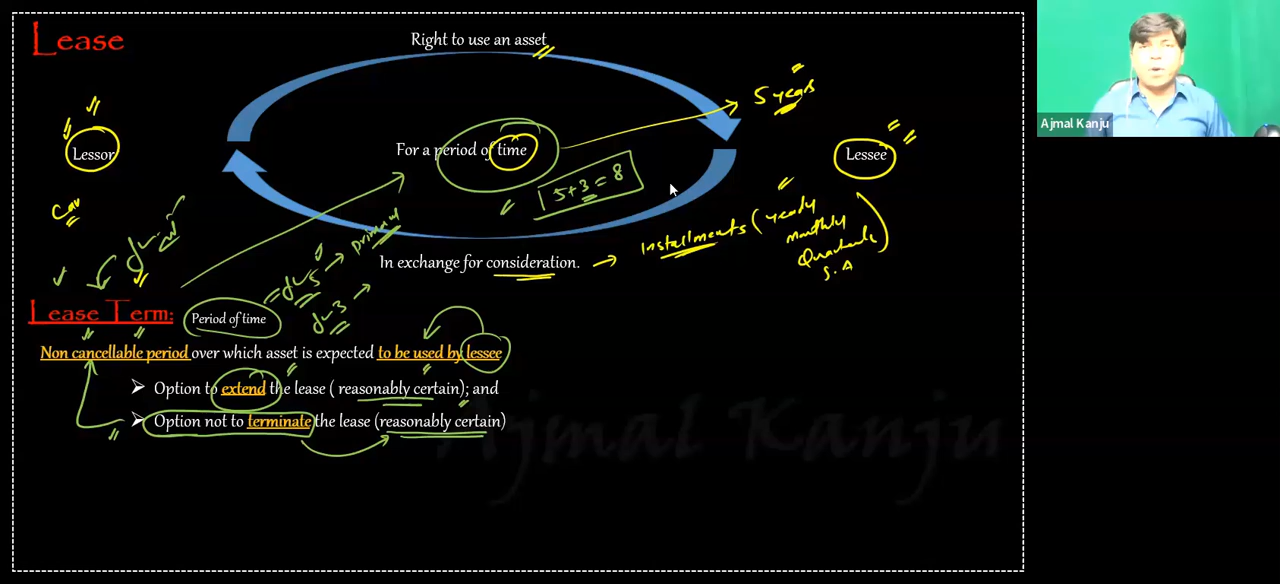 Lease
Right to use an asset
5 years
Ajmal Kanju
Lessor
For a period of time
Lessee
5+3=8
Car
primary
Installments (yearly
monthly
S.A
In exchange for consideration.
Lease Term:
Period of time
Non cancellable period over which asset is expected to be used by lessee
➢ Option to extend the lease ( reasonably certain); and
➢ Option not to terminate the lease (reasonably certain)
Ajmal Kanju